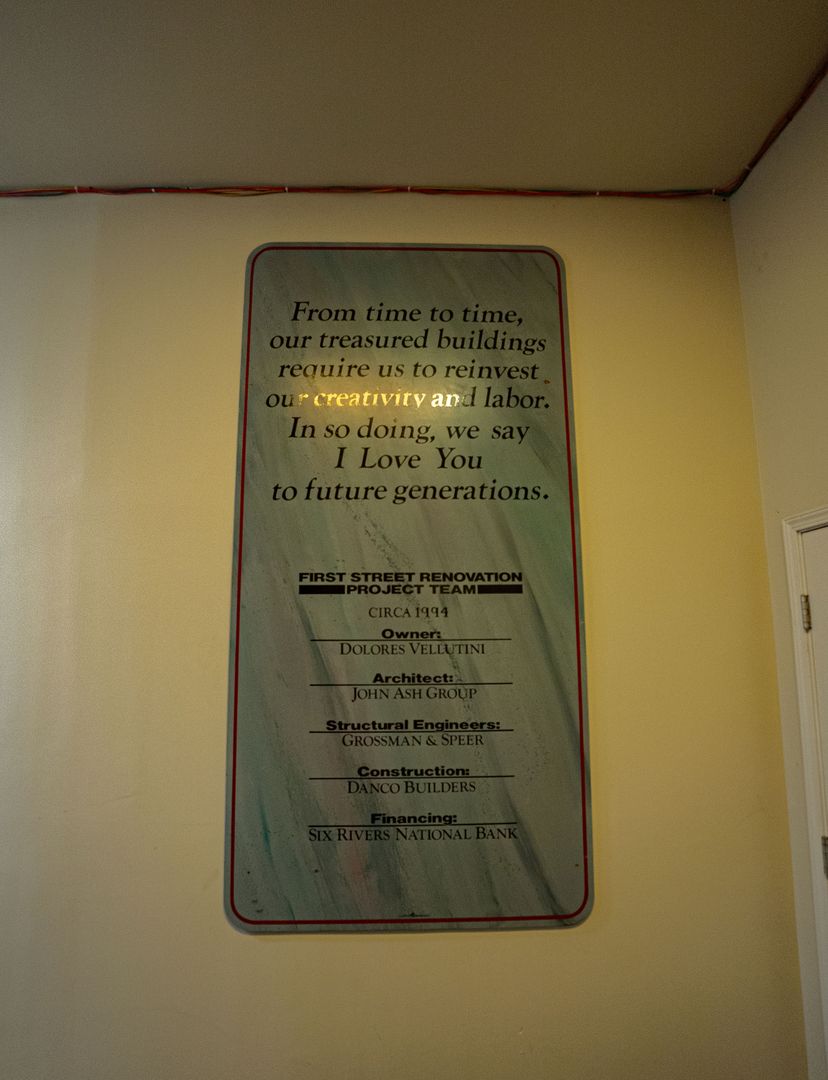 From time to time,
our treasured buildings
require us to reinvest
our creativity and labor.
In so doing, we say
I Love You
to future generations.
FIRST STREET RENOVATION
PROJECT TEAM
CIRCA 1994
Owner:
DOLORES VELLUTINI
Architect:
JOHN ASH GROUP
Structural Engineers:
GROSSMAN & SPEER
Construction:
DANCO BUILDERS
Financing:
SIX RIVERS NATIONAL BANK